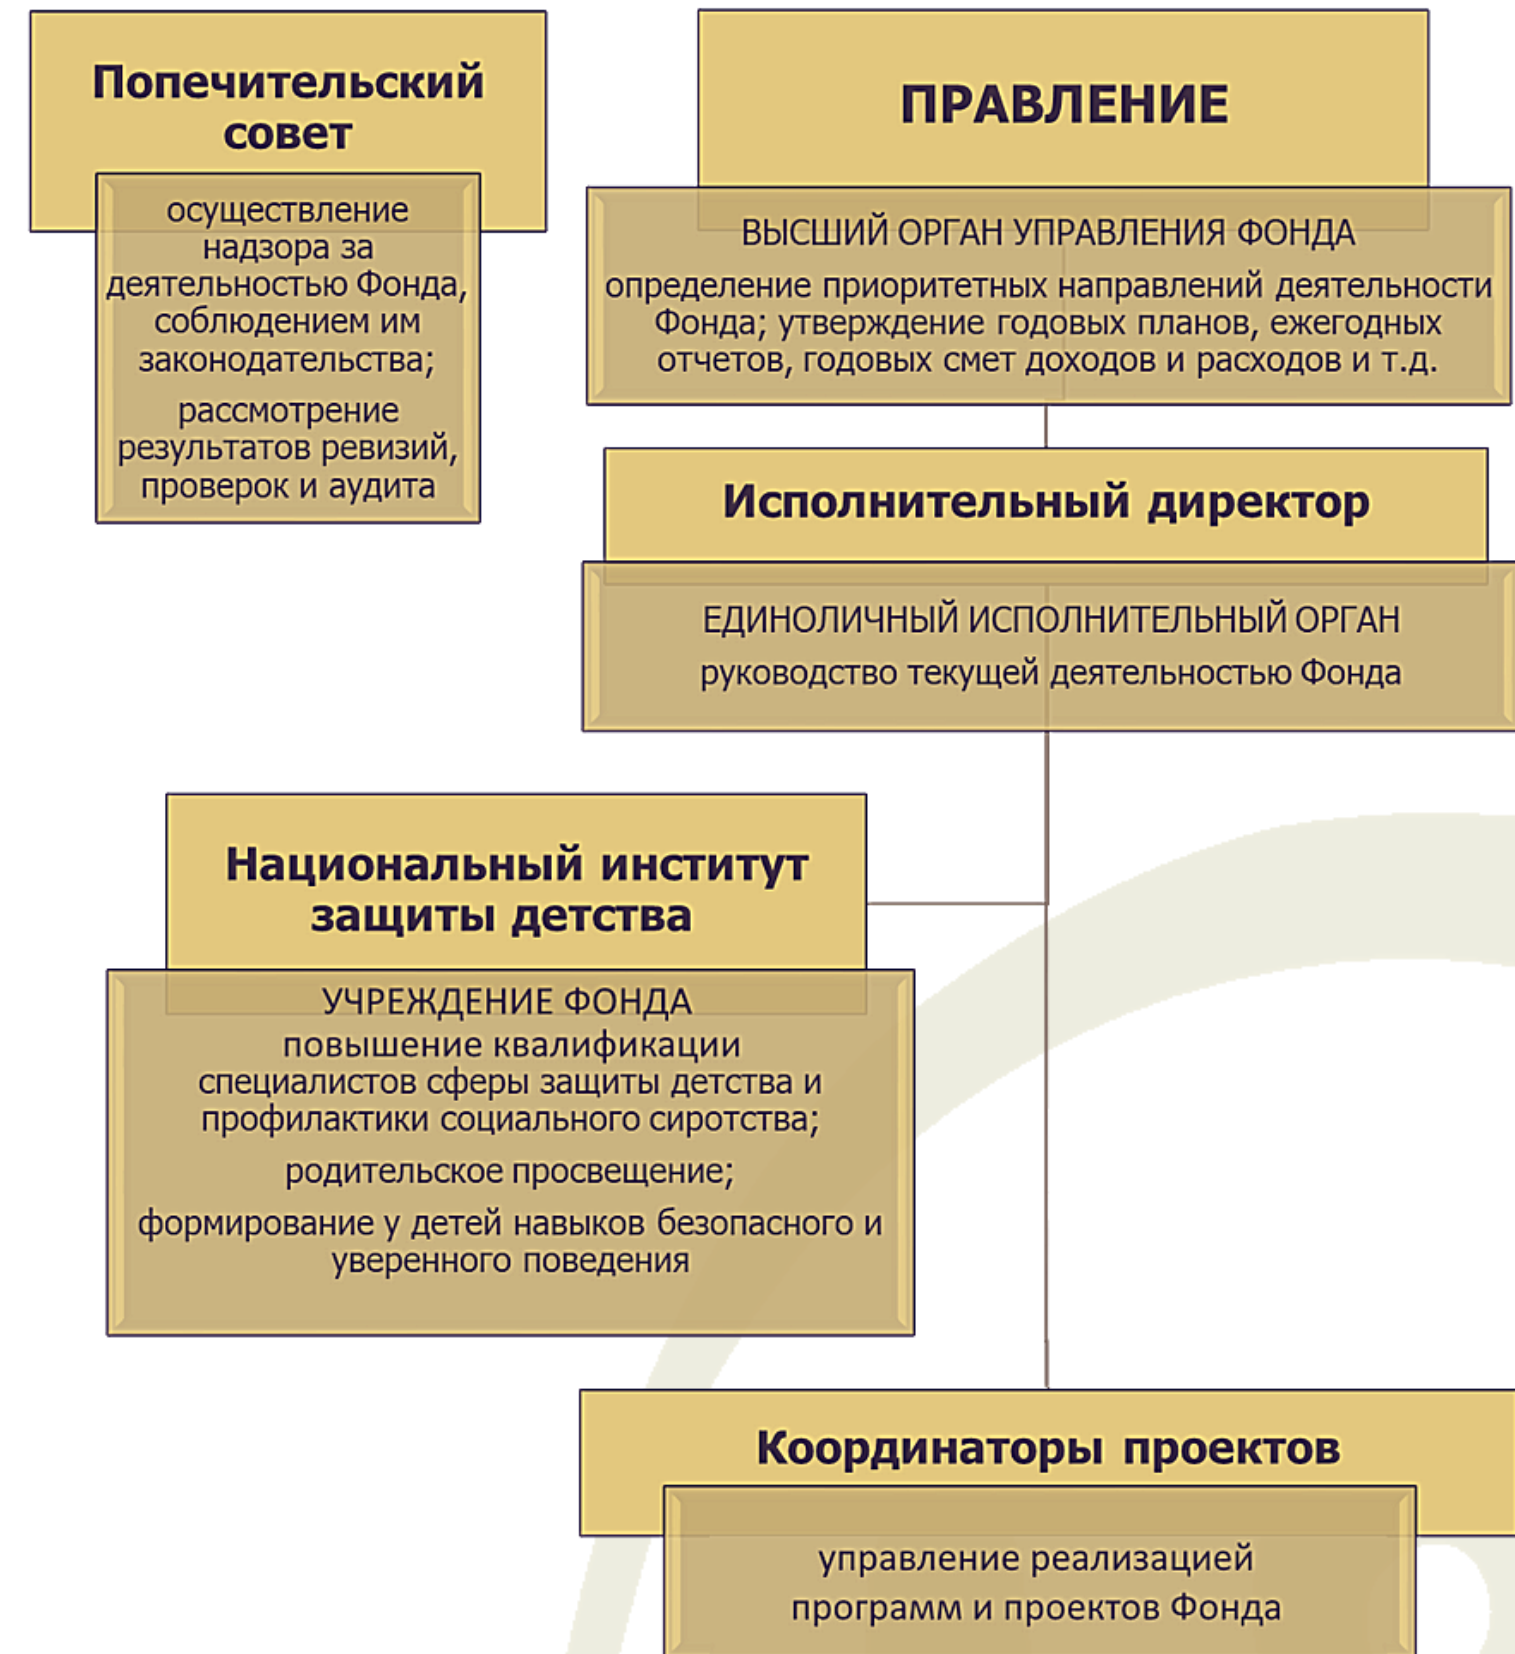 Попечительский
совет
осуществление
надзора за
деятельностью Фонда,
соблюдением им
законодательства;
рассмотрение
результатов ревизий,
проверок и аудита
ПРАВЛЕНИЕ
ВЫСШИЙ ОРГАН УПРАВЛЕНИЯ ФОНДА
определение приоритетных направлений деятельности
Фонда; утверждение годовых планов, ежегодных
отчетов, годовых смет доходов и расходов и т.д.
Исполнительный директор
ЕДИНОЛИЧНЫЙ ИСПОЛНИТЕЛЬНЫЙ ОРГАН
руководство текущей деятельностью Фонда
Национальный институт
защиты детства
УЧРЕЖДЕНИЕ ФОНДА
повышение квалификации
специалистов сферы защиты детства и
профилактики социального сиротства;
родительское просвещение;
формирование у детей навыков безопасного и
уверенного поведения
Координаторы проектов
управление реализацией
программ и проектов Фонда